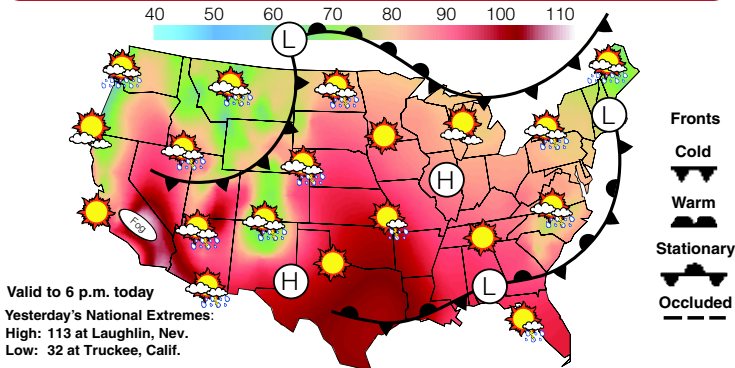 40 50 60 70 80 90 100 110
L
L
H
Fog
H
L
Fronts
Cold
Warm
Stationary
Occluded
Valid to 6 p.m. today
Yesterday's National Extremes:
High: 113 at Laughlin, Nev.
Low: 32 at Truckee, Calif.